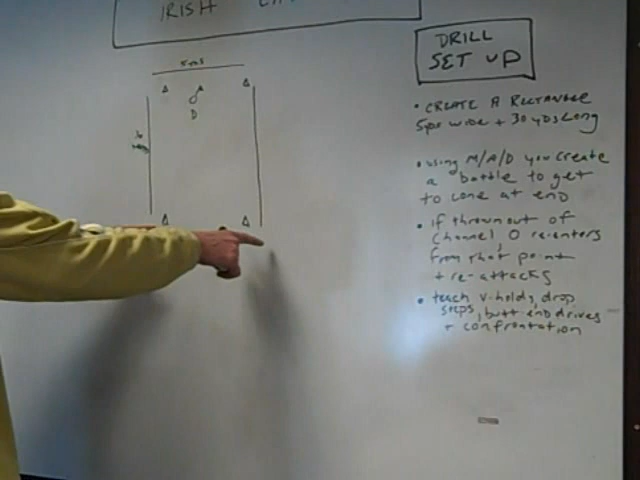 IRISH
DRILL
SET UP
5yds
D
• CREATE A RECTANGLE
5yds wide + 30 yds long
• using M/A/D you create
a battle to get
to cone at end
• if thrown out of
channel, O re-enters
from that point
+ re-attacks
• teach v-holds, drop
steps, butt end drives
+ confrontation